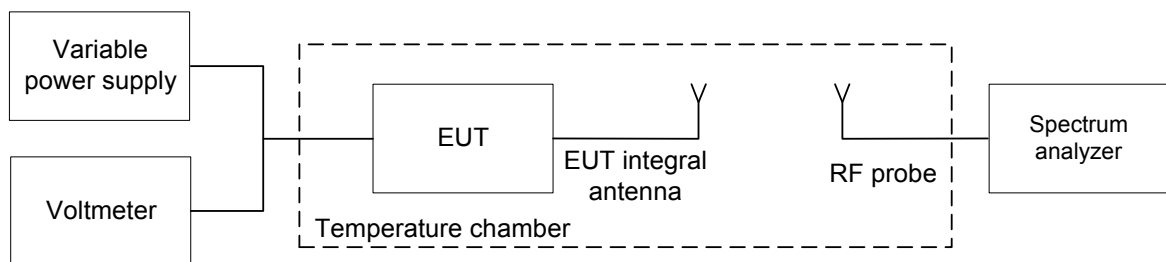 Variable
power supply
Voltmeter
EUT
EUT integral
antenna
RF probe
Temperature chamber
Spectrum
analyzer